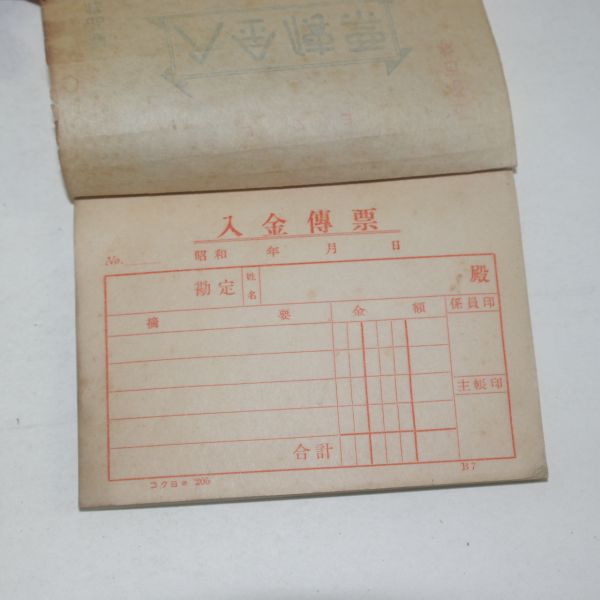 入金傳票
No.
昭和 年 月 日
勘定 姓名 殿
摘要 金額 係員印
主帳印
合計
コクヨ 200 B7